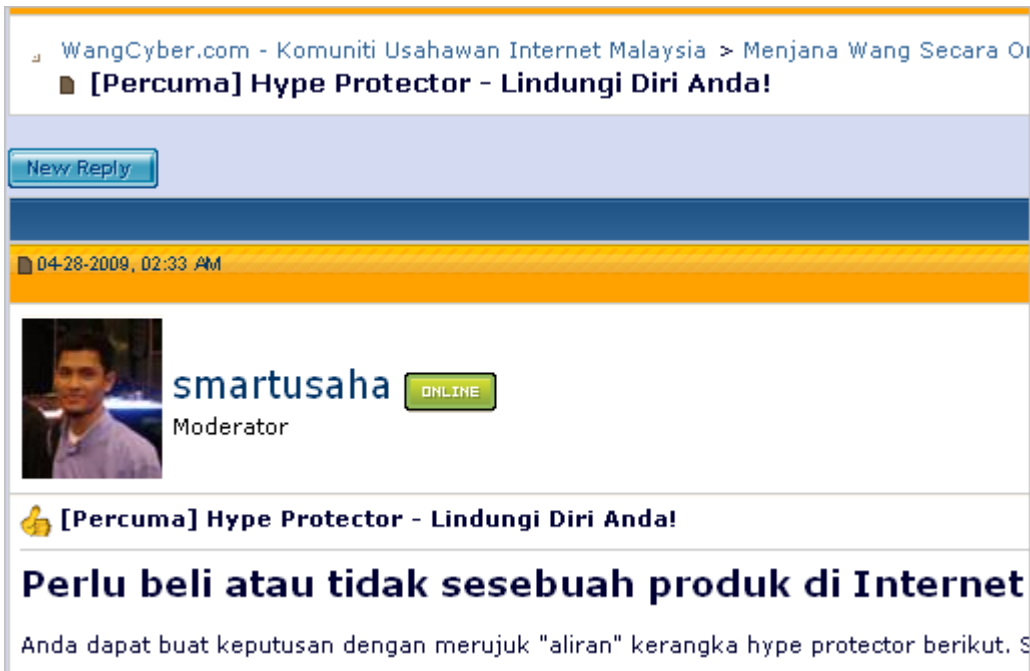 WangCyber.com - Komuniti Usahawan Internet Malaysia > Menjana Wang Secara
[Percuma] Hype Protector - Lindungi Diri Anda!
New Reply
04-28-2009, 02:33 AM
smartusaha ONLINE
Moderator
[Percuma] Hype Protector - Lindungi Diri Anda!
Perlu beli atau tidak sesebuah produk di Internet
Anda dapat buat keputusan dengan merujuk "aliran" kerangka hype protector berikut.